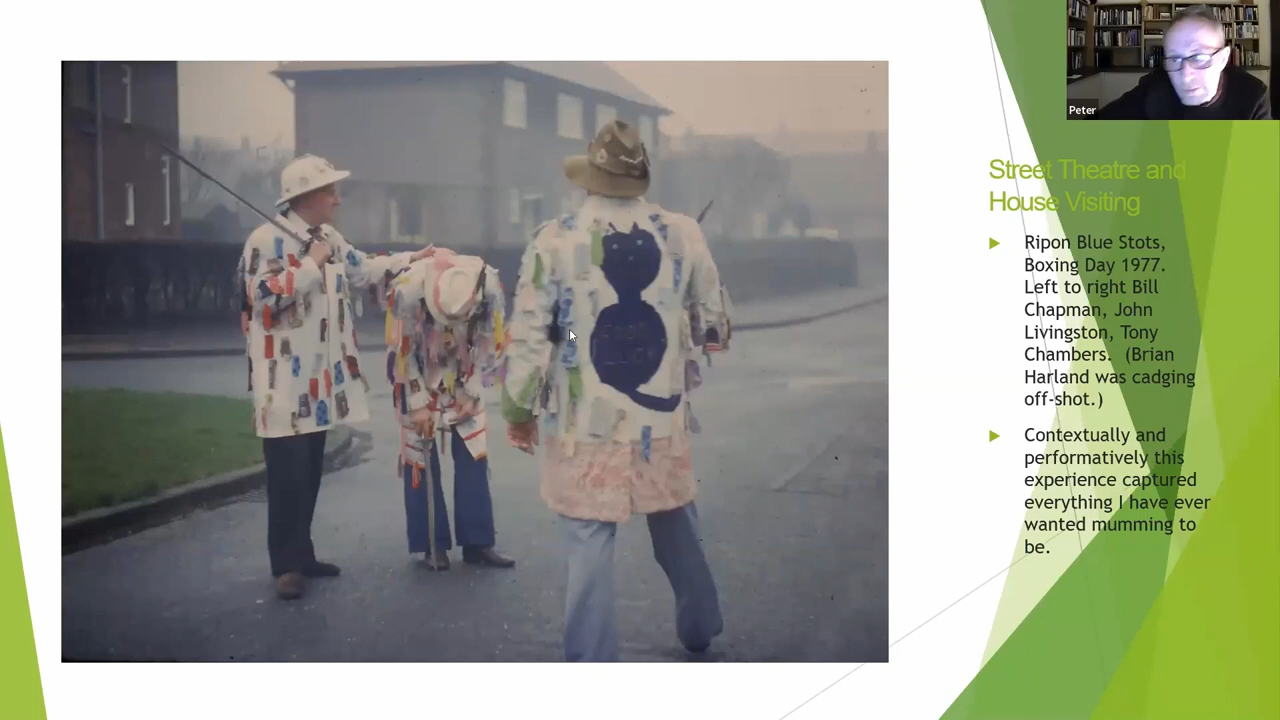 Peter
Street Theatre and
House Visiting
Ripon Blue Stots,
Boxing Day 1977.
Left to right Bill
Chapman, John
Livingston, Tony
Chambers.  (Brian
Harland was cadging
off-shot.)
Contextually and
performatively this
experience captured
everything I have ever
wanted mumming to
be.